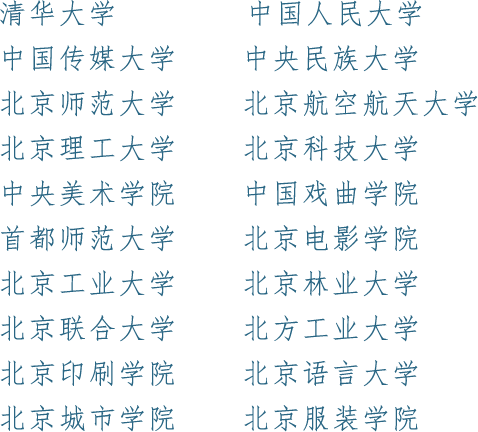 清华大学 中国人民大学
中国传媒大学 中央民族大学
北京师范大学 北京航空航天大学
北京理工大学 北京科技大学
中央美术学院 中国戏曲学院
首都师范大学 北京电影学院
北京工业大学 北京林业大学
北京联合大学 北方工业大学
北京印刷学院 北京语言大学
北京城市学院 北京服装学院